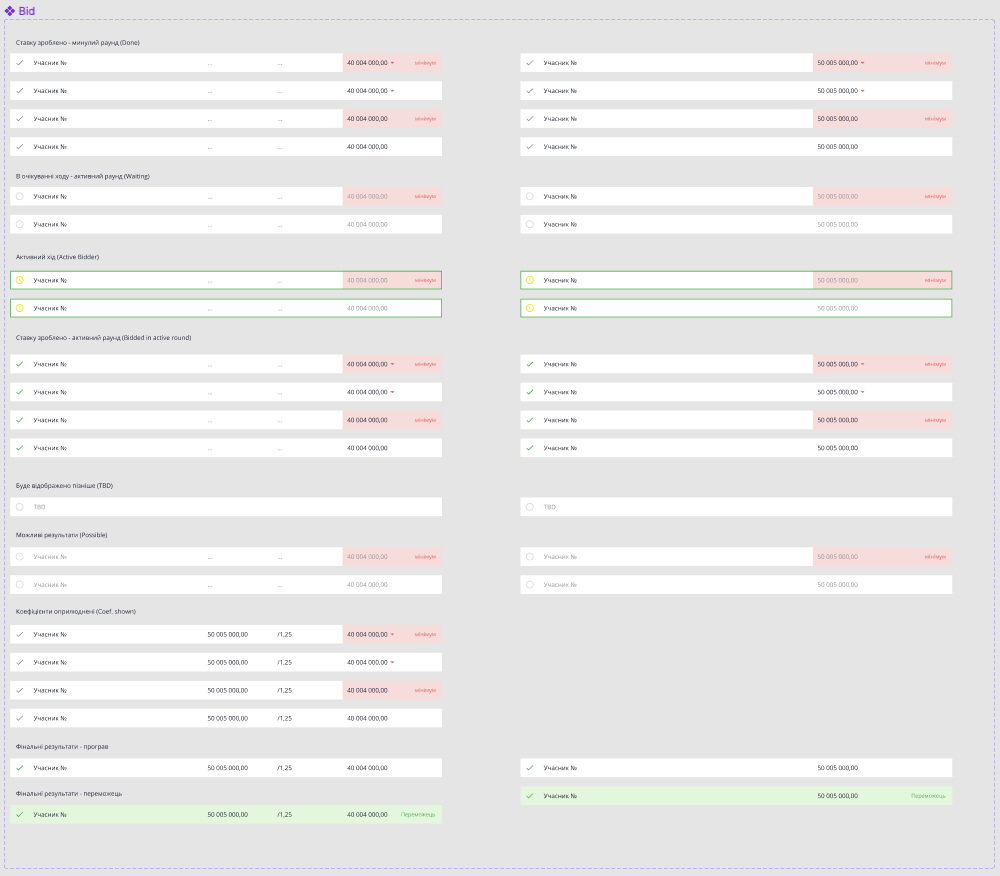 Bid
Ставку зроблено - минулий раунд (Done)
Учасник № ... ... 40 004 000,00 мінімум
Учасник № 50 005 000,00 мінімум
Учасник № ... ... 40 004 000,00
Учасник № 50 005 000,00
Учасник № ... ... 40 004 000,00 мінімум
Учасник № 50 005 000,00 мінімум
Учасник № ... ... 40 004 000,00
Учасник № 50 005 000,00
В очікуванні ходу - активний раунд (Waiting)
Учасник № ... ... 40 004 000,00 мінімум
Учасник № 50 005 000,00 мінімум
Учасник № ... ... 40 004 000,00
Учасник № 50 005 000,00
Активний хід (Active Bidder)
Учасник № ... ... 40 004 000,00 мінімум
Учасник № 50 005 000,00 мінімум
Учасник № ... ... 40 004 000,00
Учасник № 50 005 000,00
Ставку зроблено - активний раунд (Bidded in active round)
Учасник № ... ... 40 004 000,00 мінімум
Учасник № 50 005 000,00 мінімум
Учасник № ... ... 40 004 000,00
Учасник № 50 005 000,00
Учасник № ... ... 40 004 000,00 мінімум
Учасник № 50 005 000,00 мінімум
Учасник № ... ... 40 004 000,00
Учасник № 50 005 000,00
Буде відображено пізніше (TBD)
TBD
TBD
Можливі результати (Possible)
Учасник № ... ... 40 004 000,00 мінімум
Учасник № 50 005 000,00 мінімум
Учасник № ... ... 40 004 000,00
Учасник № 50 005 000,00
Коефіцієнти оприлюднені (Coef. shown)
Учасник № 50 005 000,00 /1,25 40 004 000,00 мінімум
Учасник № 50 005 000,00 /1,25 40 004 000,00
Учасник № 50 005 000,00 /1,25 40 004 000,00 мінімум
Учасник № 50 005 000,00 /1,25 40 004 000,00
Фінальні результати - програв
Учасник № 50 005 000,00 /1,25 40 004 000,00
Учасник № 50 005 000,00
Фінальні результати - переможець
Учасник № 50 005 000,00 Переможець
Учасник № 50 005 000,00 /1,25 40 004 000,00 Переможець